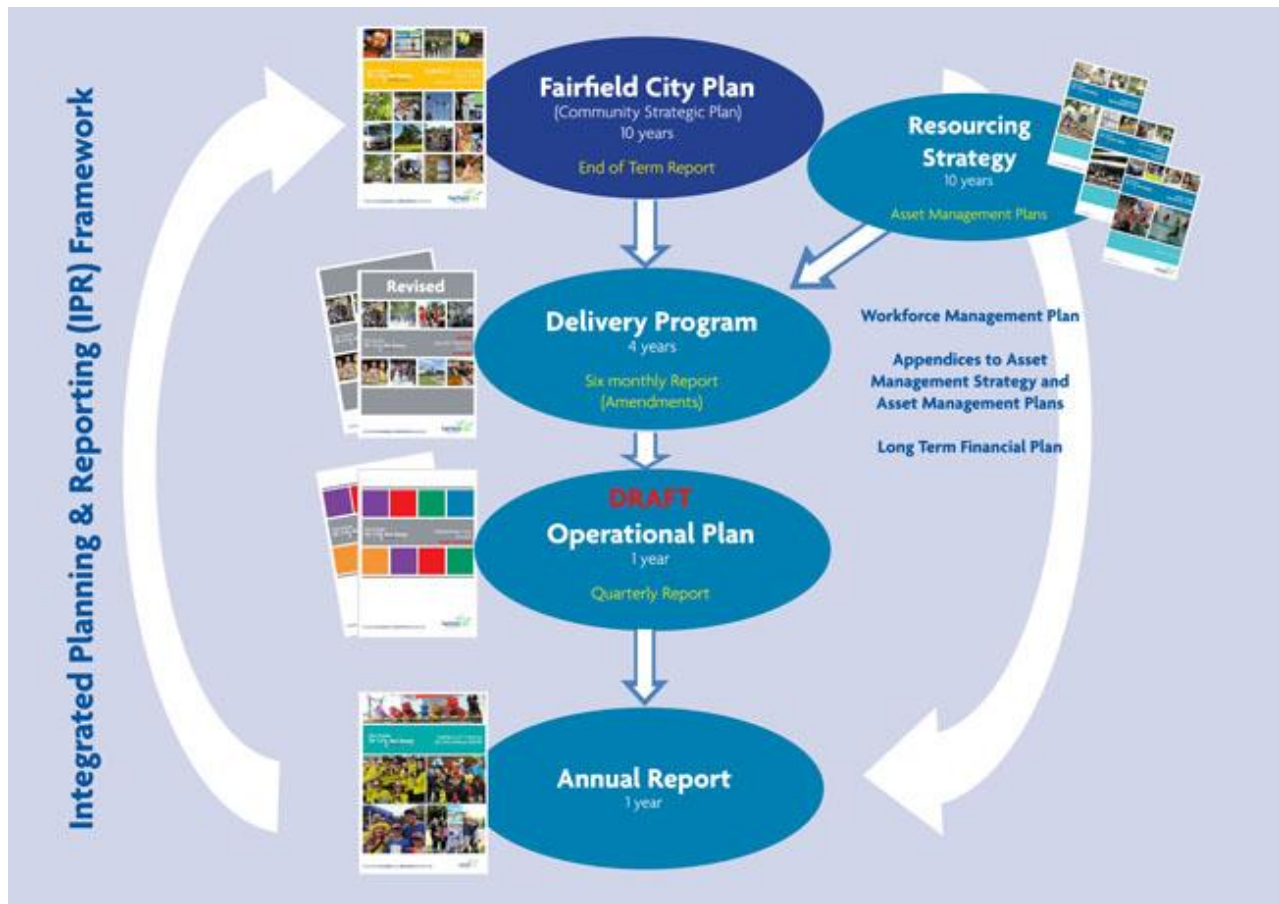 Integrated Planning & Reporting (IPR) Framework
Fairfield City Plan
(Community Strategic Plan)
10 years
End of Term Report
Resourcing
Strategy
10 years
Asset Management Plans
Revised
Delivery Program
4 years
Six monthly Report
(Amendments)
Workforce Management Plan
Appendices to Asset
Management Strategy and
Asset Management Plans
Long Term Financial Plan
DRAFT
Operational Plan
1 year
Quarterly Report
Annual Report
1 year